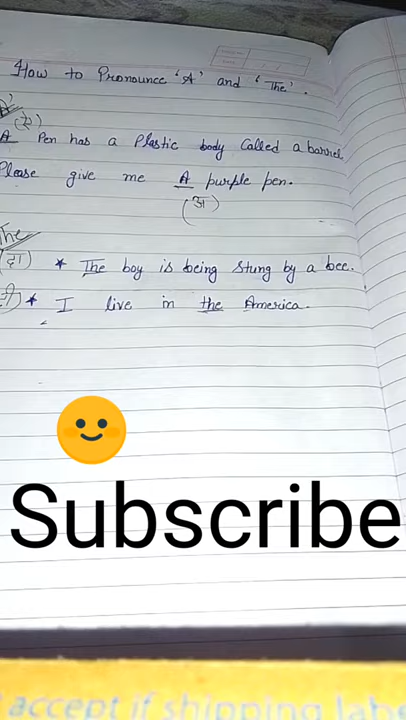 How to Pronounce 'A' and 'The'.
A
(ए)
A Pen has a Plastic body Called a barrel.
Please give me A purple pen.
(अ)
The
(दा) * The boy is being stung by a bee.
* I live in the America.
Subscribe
accept if shipping labe